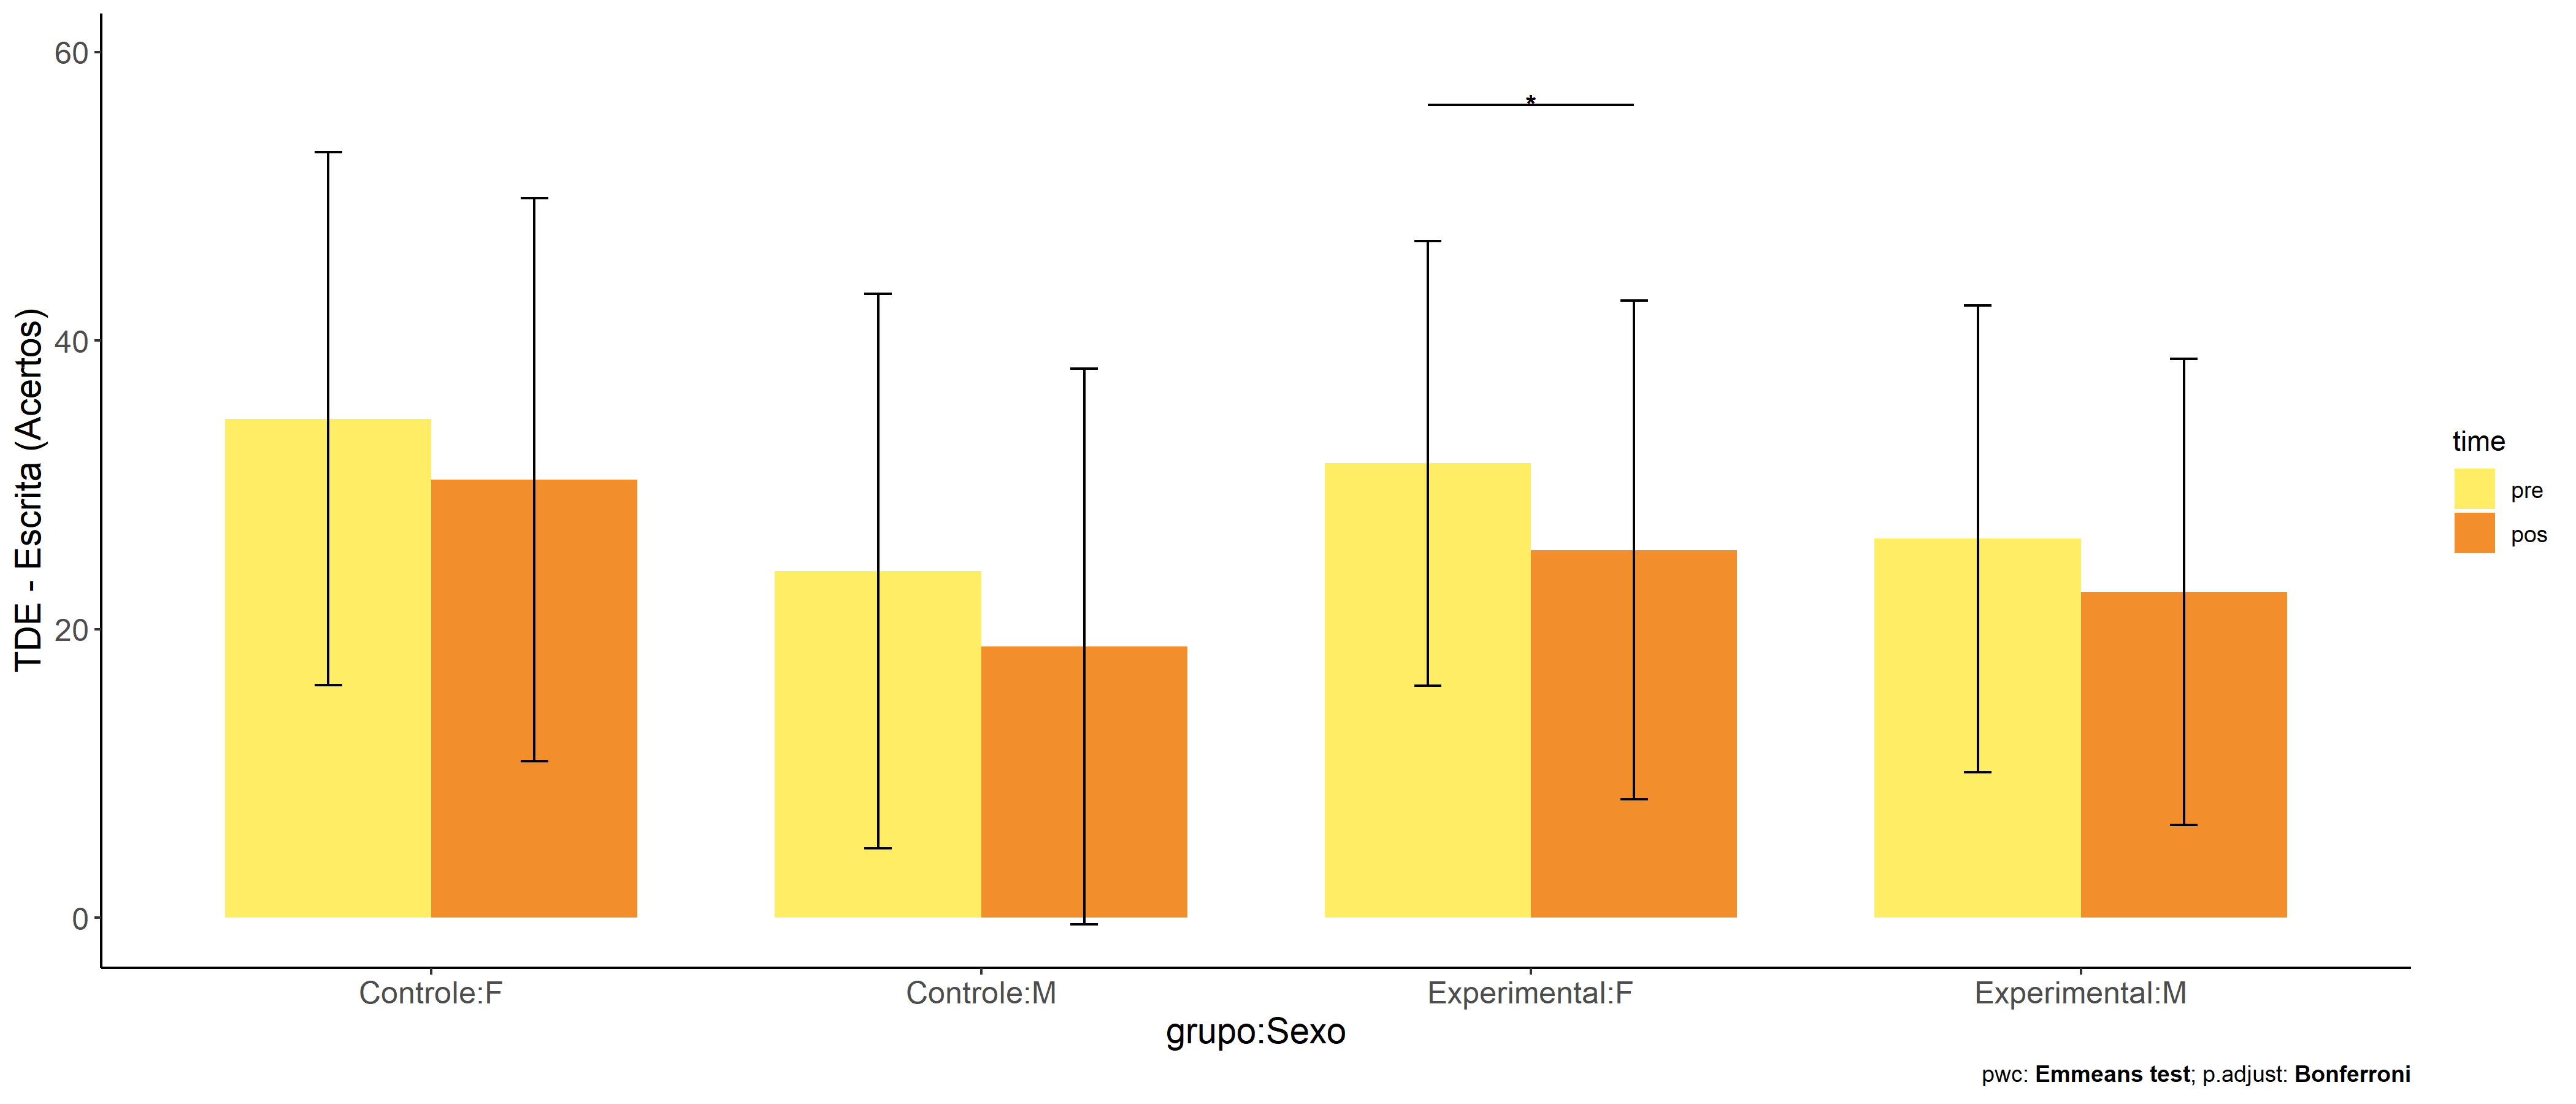 60
40
20
0
TDE - Escrita (Acertos)
*
Controle:F
Controle:M
Experimental:F
Experimental:M
grupo:Sexo
time
pre
pos
pwc: Emmeans test; p.adjust: Bonferroni